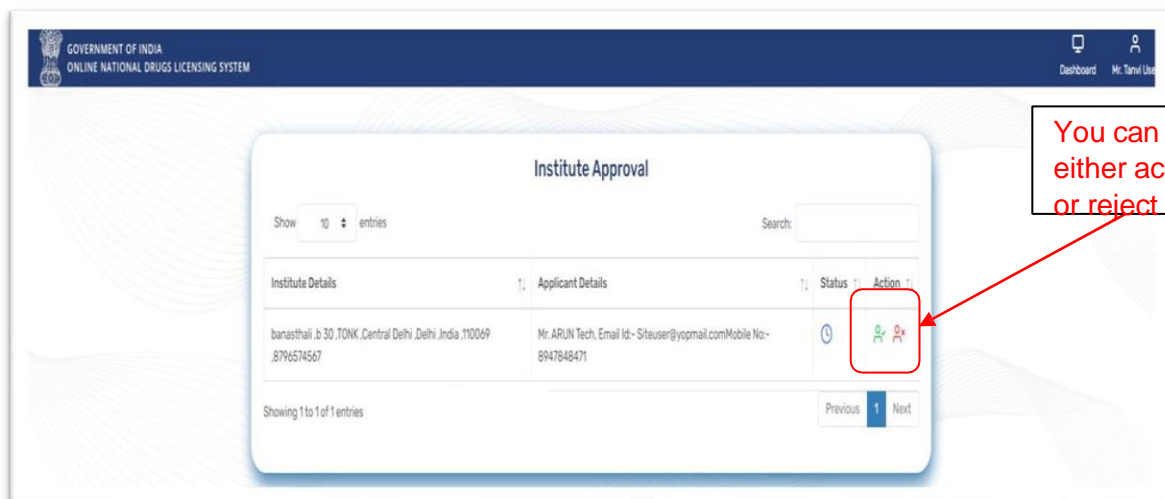 GOVERNMENT OF INDIA
ONLINE NATIONAL DRUGS LICENSING SYSTEM
Dashboard
Mr. Tanvi Use
You can
either ac
or reject
Institute Approval
Show 10 entries
Search:
Institute Details
Applicant Details
Status
Action
banasthali ,b 30 ,TONK ,Central Delhi ,Delhi ,India ,110069
,8796574567
Mr. ARUN Tech, Email Id:- Siteuser@yopmail.comMobile No:-
8947848471
Showing 1 to 1 of 1 entries
Previous 1 Next